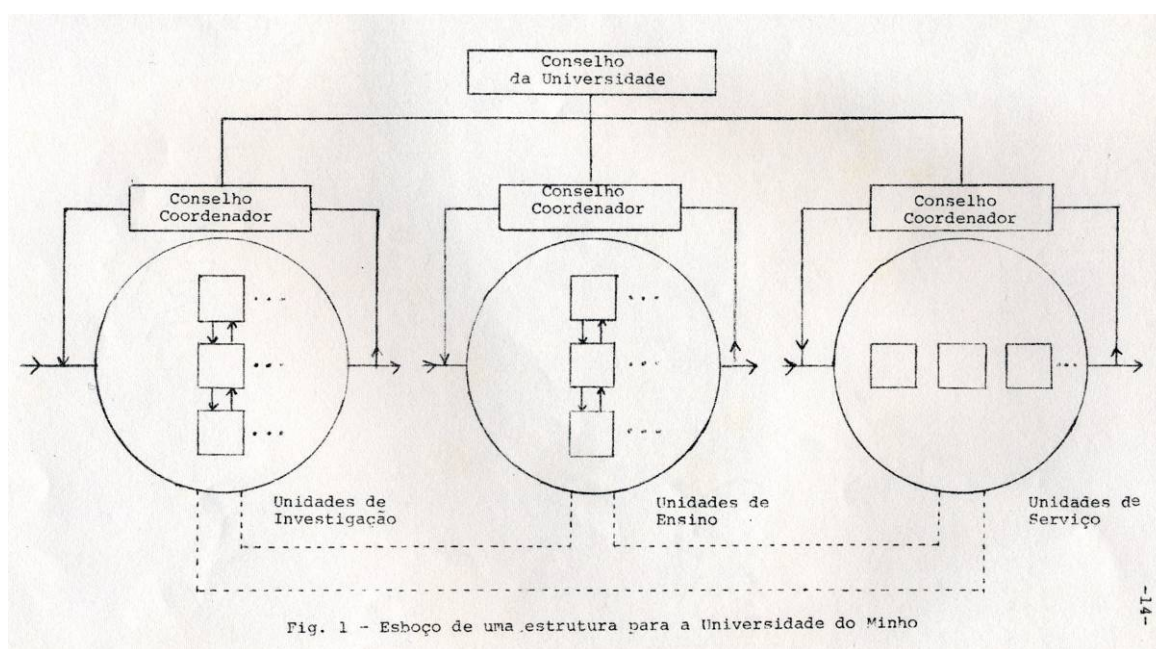 Conselho
da Universidade
Conselho
Coordenador
Conselho
Coordenador
Conselho
Coordenador
Unidades de
Investigação
Unidades de
Ensino
Unidades de
Serviço
Fig. 1 - Esboço de uma estrutura para a Universidade do Minho
-14-